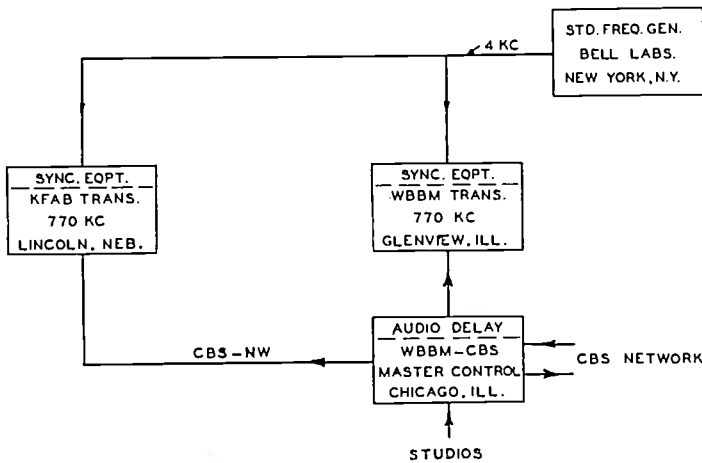 4 KC
STD. FREQ. GEN.
BELL LABS.
NEW YORK, N.Y.
SYNC. EQPT.
KFAB TRANS.
770 KC
LINCOLN, NEB.
SYNC. EQPT.
WBBM TRANS.
770 KC
GLENVIEW, ILL.
CBS-NW
AUDIO DELAY
WBBM-CBS
MASTER CONTROL
CHICAGO, ILL.
CBS NETWORK
STUDIOS